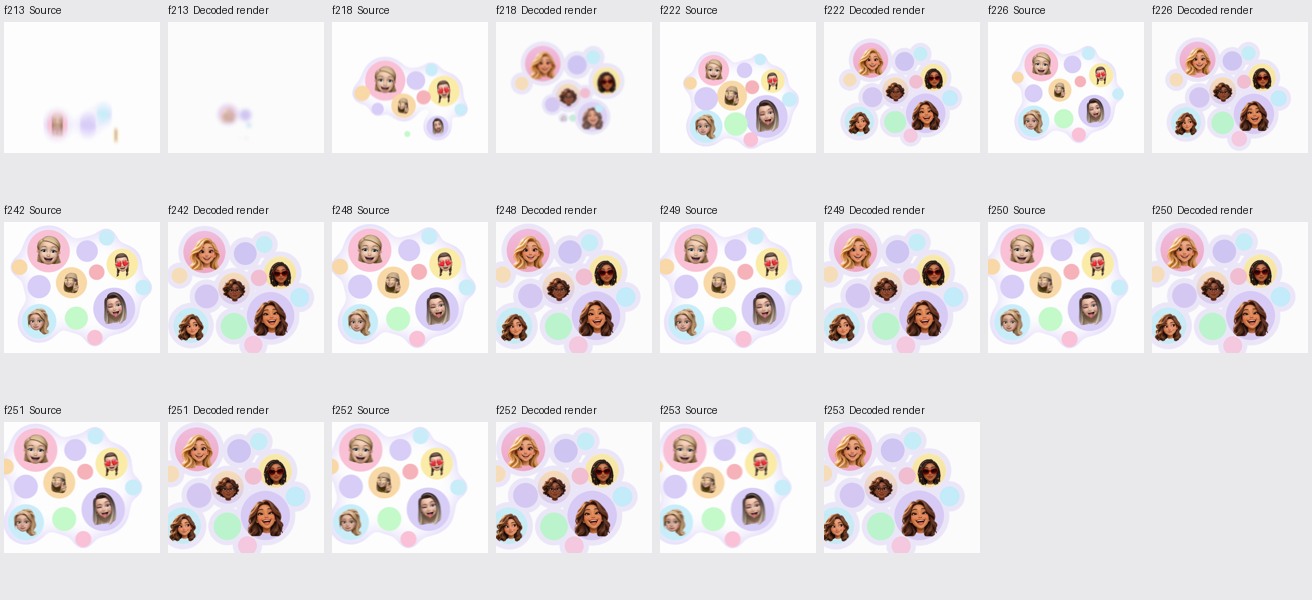 f213 Source f213 Decoded render f218 Source f218 Decoded render f222 Source f222 Decoded render f226 Source f226 Decoded render
f242 Source f242 Decoded render f248 Source f248 Decoded render f249 Source f249 Decoded render f250 Source f250 Decoded render
f251 Source f251 Decoded render f252 Source f252 Decoded render f253 Source f253 Decoded render